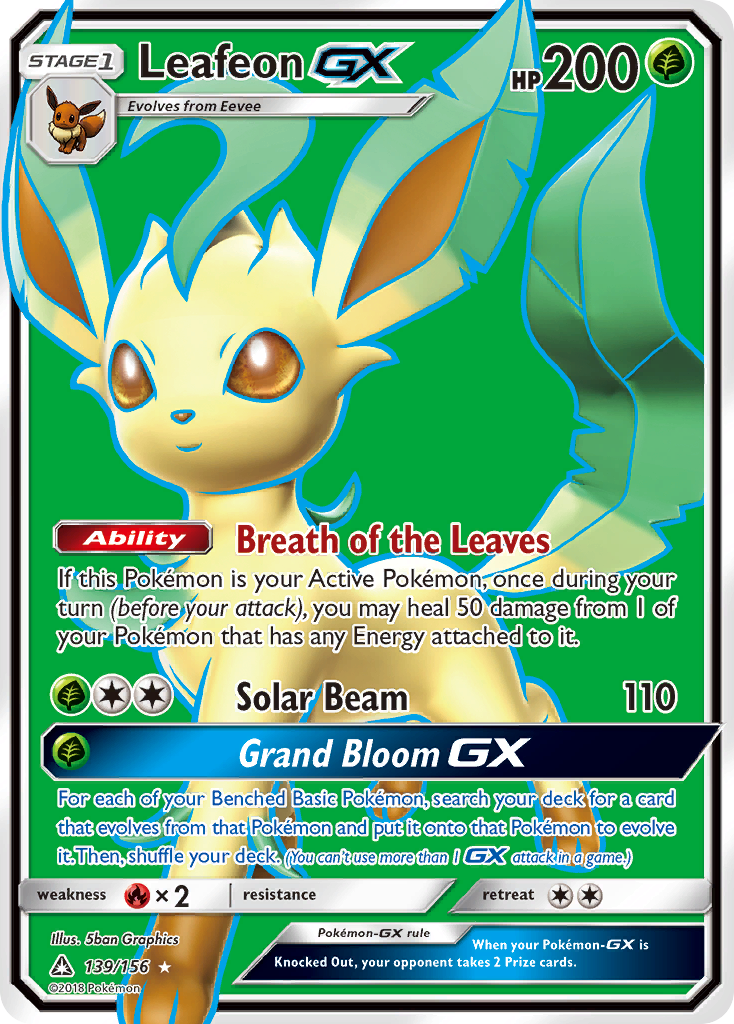 STAGE1 Leafeon GX HP200
Evolves from Eevee
Ability Breath of the Leaves
If this Pokémon is your Active Pokémon, once during your
turn (before your attack), you may heal 50 damage from 1 of
your Pokémon that has any Energy attached to it.
Solar Beam 110
Grand Bloom GX
For each of your Benched Basic Pokémon, search your deck for a card
that evolves from that Pokémon and put it onto that Pokémon to evolve
it. Then, shuffle your deck. (You can't use more than 1 GX attack in a game.)
weakness ×2 resistance retreat
Illus. 5ban Graphics
139/156
©2018 Pokémon
Pokémon-GX rule
When your Pokémon-GX is
Knocked Out, your opponent takes 2 Prize cards.